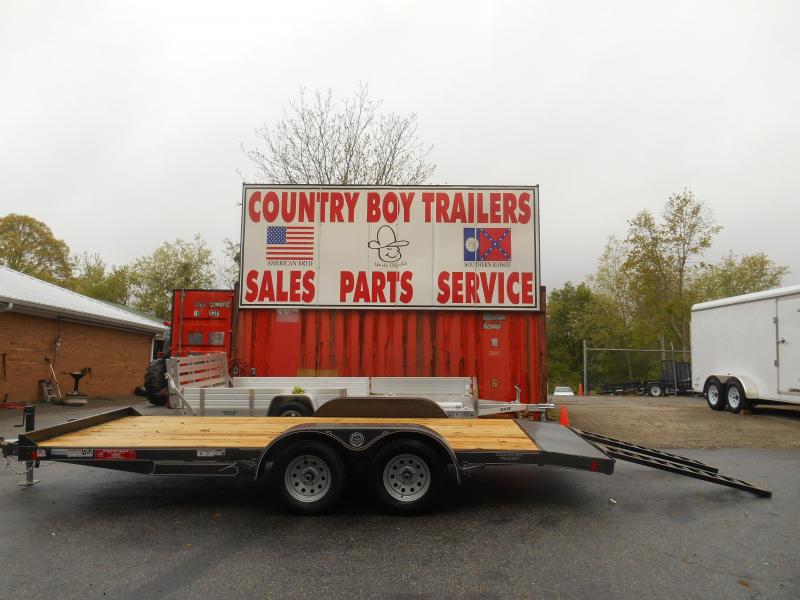 COUNTRY BOY TRAILERS
AMERICAN BRED
SOUTHERN RAISED
SALES PARTS SERVICE